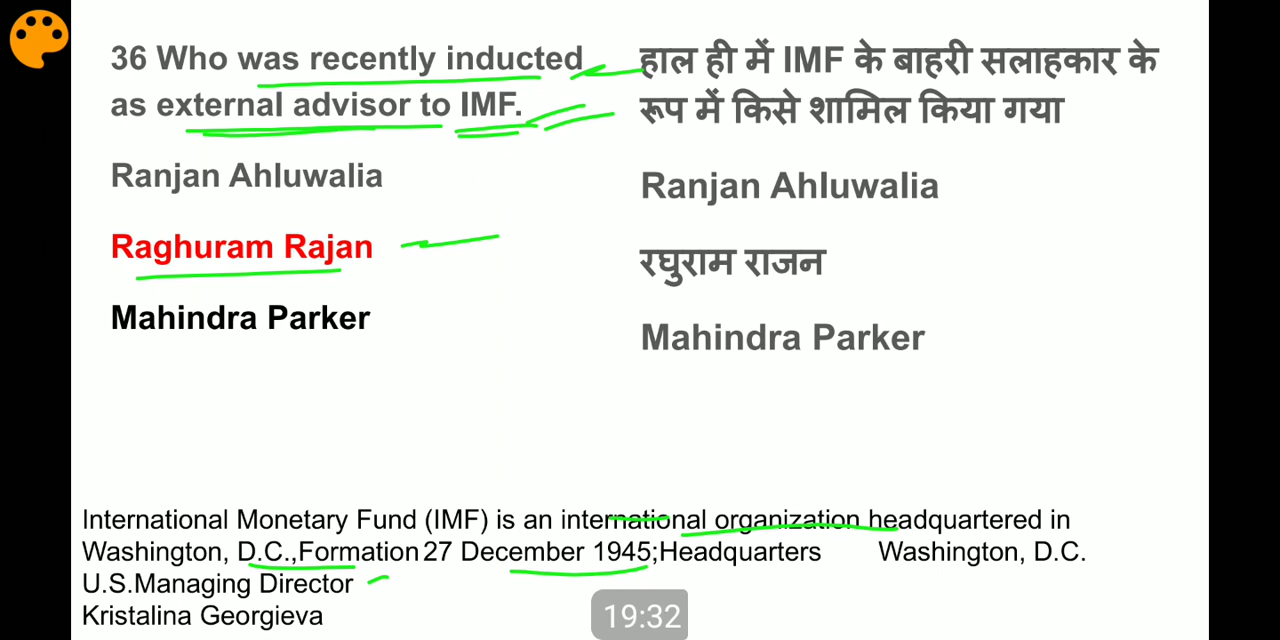 36 Who was recently inducted
as external advisor to IMF.
Ranjan Ahluwalia
Raghuram Rajan
Mahindra Parker
हाल ही में IMF के बाहरी सलाहकार के
रूप में किसे शामिल किया गया
Ranjan Ahluwalia
रघुराम राजन
Mahindra Parker
International Monetary Fund (IMF) is an international organization headquartered in
Washington, D.C.,Formation 27 December 1945;Headquarters Washington, D.C.
U.S.Managing Director
Kristalina Georgieva
19:32